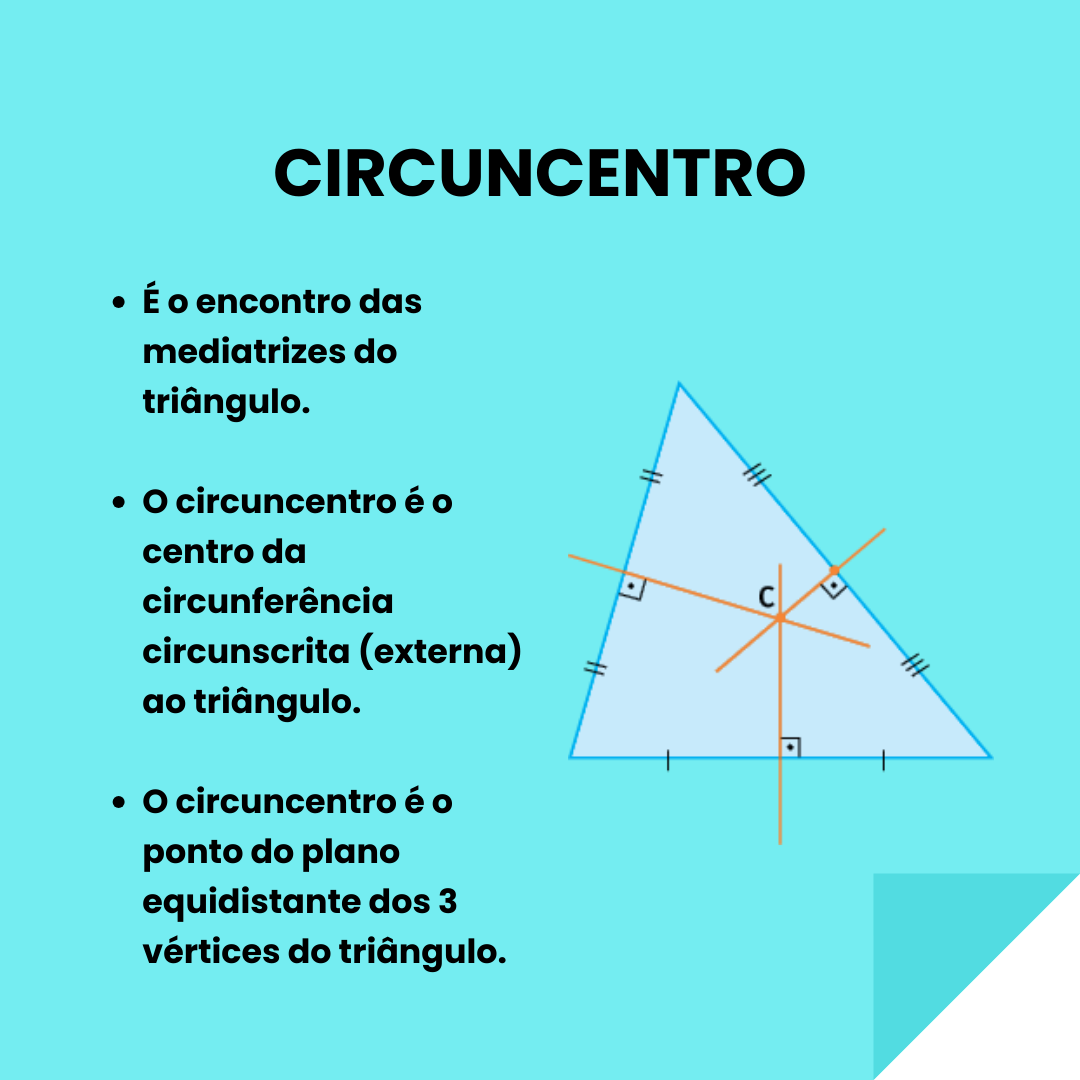 CIRCUNCENTRO
• É o encontro das
mediatrizes do
triângulo.
• O circuncentro é o
centro da
circunferência
circunscrita (externa)
ao triângulo.
• O circuncentro é o
ponto do plano
equidistante dos 3
vértices do triângulo.
C